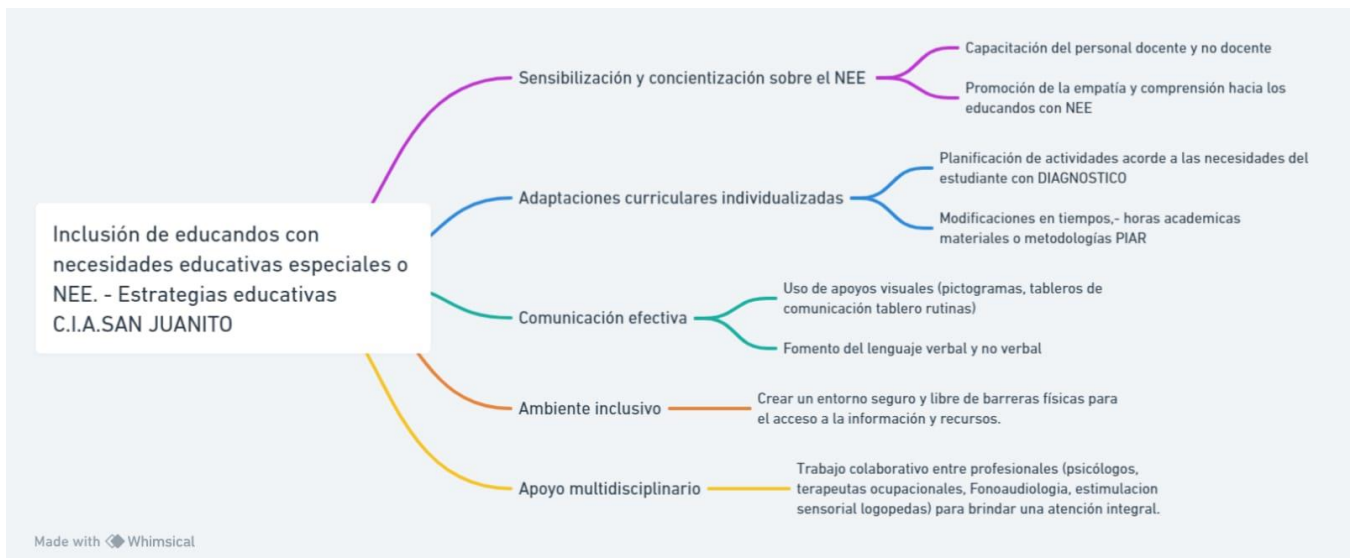 Inclusión de educandos con
necesidades educativas especiales o
NEE. - Estrategias educativas
C.I.A.SAN JUANITO
Sensibilización y concientización sobre el NEE
Capacitación del personal docente y no docente
Promoción de la empatía y comprensión hacia los
educandos con NEE
Adaptaciones curriculares individualizadas
Planificación de actividades acorde a las necesidades del
estudiante con DIAGNOSTICO
Modificaciones en tiempos,- horas academicas
materiales o metodologías PIAR
Comunicación efectiva
Uso de apoyos visuales (pictogramas, tableros de
comunicación tablero rutinas)
Fomento del lenguaje verbal y no verbal
Ambiente inclusivo
Crear un entorno seguro y libre de barreras físicas para
el acceso a la información y recursos.
Apoyo multidisciplinario
Trabajo colaborativo entre profesionales (psicólogos,
terapeutas ocupacionales, Fonoaudiologia, estimulacion
sensorial logopedas) para brindar una atención integral.
Made with Whimsical